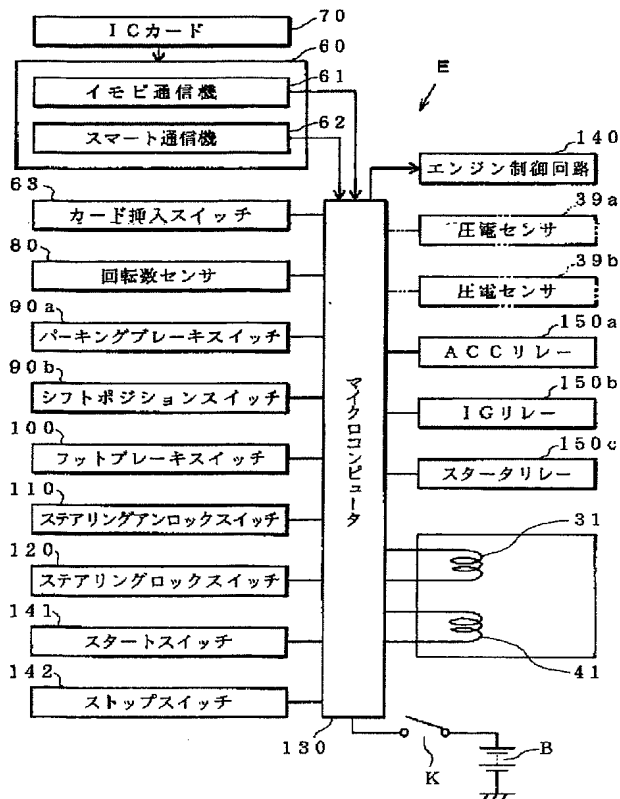 ICカード
70
60
イモビ通信機
61
スマート通信機
62
E
エンジン制御回路
140
63
カード挿入スイッチ
圧電センサ
39a
80
回転数センサ
圧電センサ
39b
90a
パーキングブレーキスイッチ
ACCリレー
150a
90b
シフトポジションスイッチ
IGリレー
150b
100
フットブレーキスイッチ
スタータリレー
150c
110
ステアリングアンロックスイッチ
31
120
ステアリングロックスイッチ
141
スタートスイッチ
41
142
ストップスイッチ
マイクロコンピュータ
130
K
B